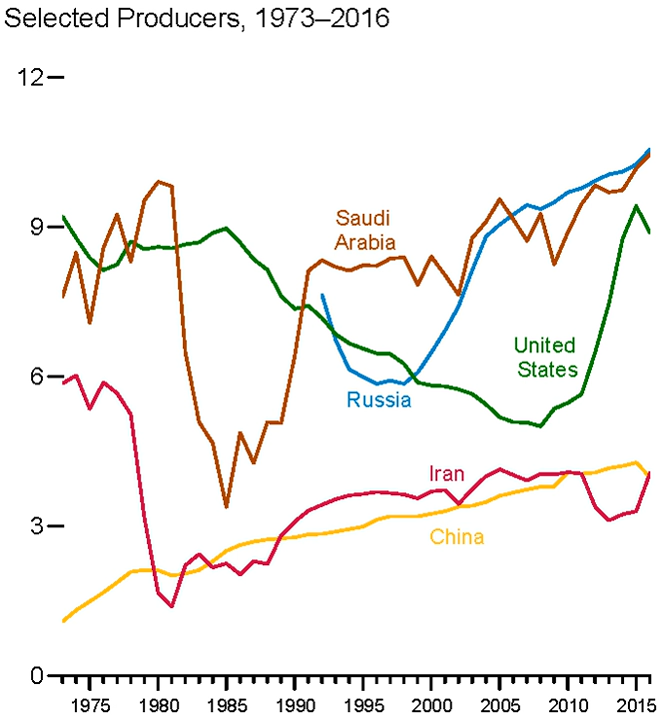 Selected Producers, 1973–2016
12
9
Saudi
Arabia
United
States
6
Russia
Iran
3
China
0
1975 1980 1985 1990 1995 2000 2005 2010 2015